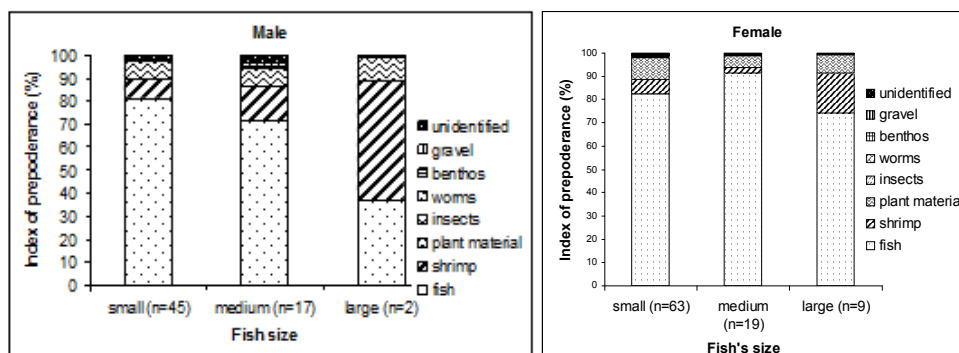 Male
Index of prepoderance (%)
100
90
80
70
60
50
40
30
20
10
0
small (n=45)
medium (n=17)
large (n=2)
Fish size
unidentified
gravel
benthos
worms
insects
plant material
shrimp
fish
Female
Index of prepoderance (%)
100
90
80
70
60
50
40
30
20
10
0
small (n=63)
medium
(n=19)
large (n=9)
Fish's size
unidentified
gravel
benthos
worms
insects
plant materia
shrimp
fish